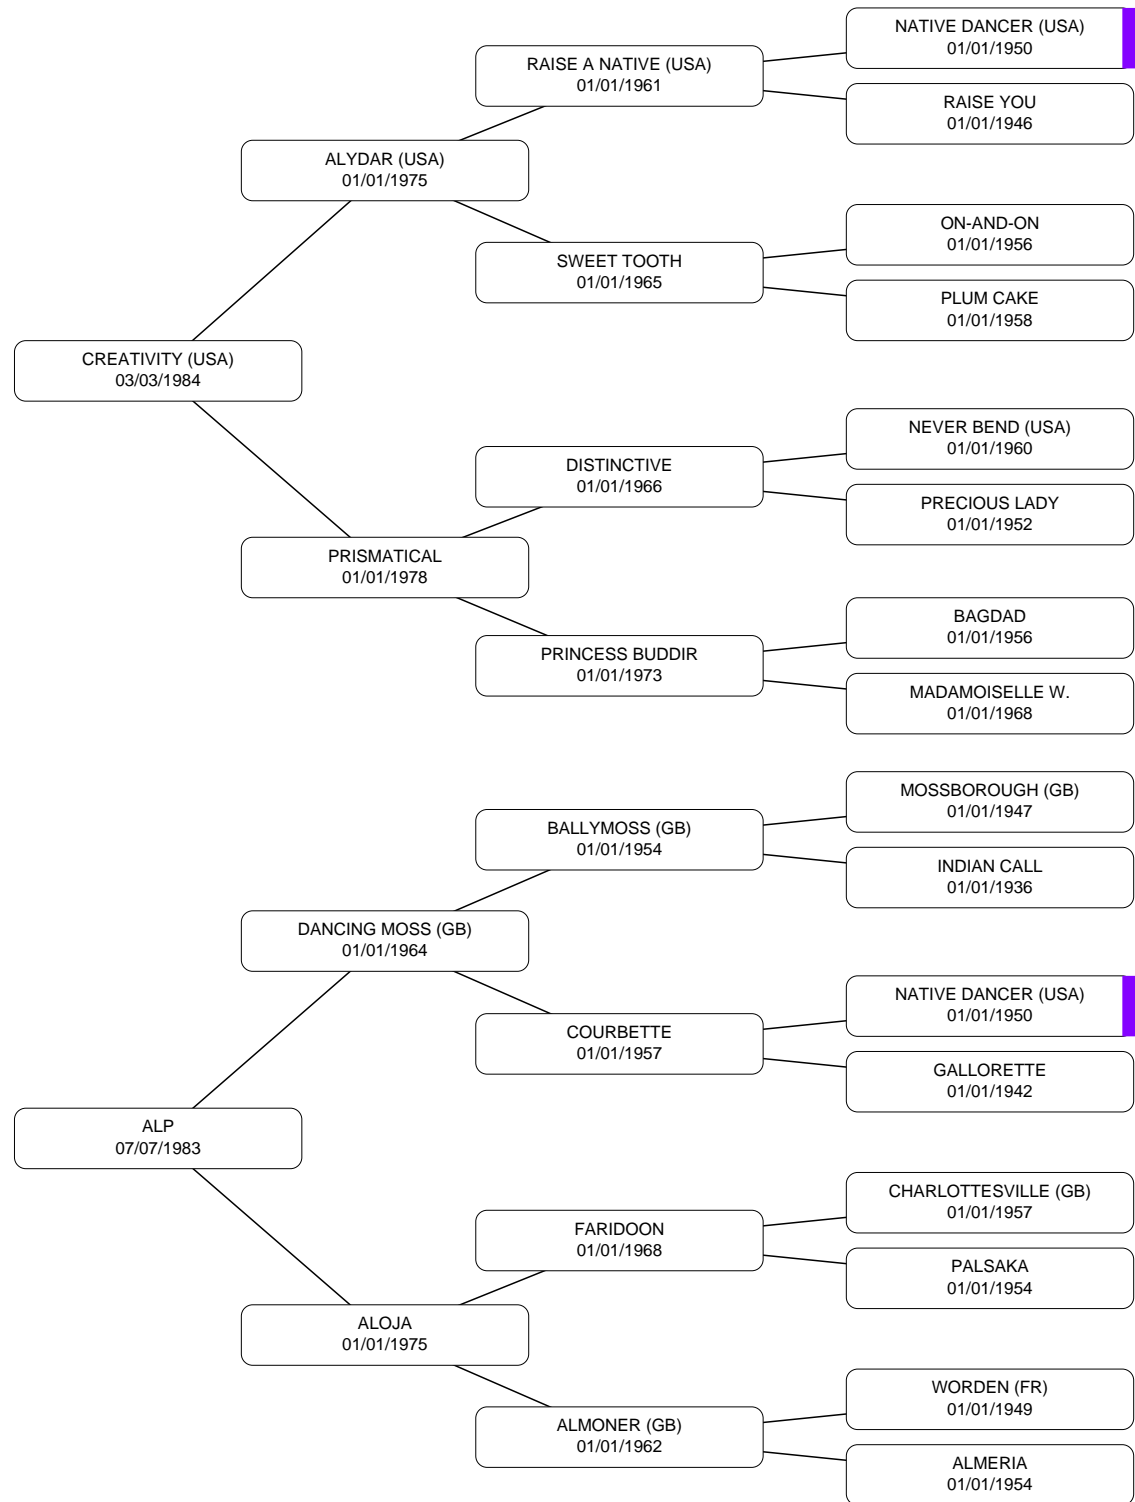 NATIVE DANCER (USA)
01/01/1950
RAISE A NATIVE (USA)
01/01/1961
RAISE YOU
01/01/1946
ALYDAR (USA)
01/01/1975
ON-AND-ON
01/01/1956
SWEET TOOTH
01/01/1965
PLUM CAKE
01/01/1958
CREATIVITY (USA)
03/03/1984
NEVER BEND (USA)
01/01/1960
DISTINCTIVE
01/01/1966
PRECIOUS LADY
01/01/1952
PRISMATICAL
01/01/1978
BAGDAD
01/01/1956
PRINCESS BUDDIR
01/01/1973
MADAMOISELLE W.
01/01/1968
MOSSBOROUGH (GB)
01/01/1947
BALLYMOSS (GB)
01/01/1954
INDIAN CALL
01/01/1936
DANCING MOSS (GB)
01/01/1964
NATIVE DANCER (USA)
01/01/1950
COURBETTE
01/01/1957
GALLORETTE
01/01/1942
ALP
07/07/1983
CHARLOTTESVILLE (GB)
01/01/1957
FARIDOON
01/01/1968
PALSAKA
01/01/1954
ALOJA
01/01/1975
WORDEN (FR)
01/01/1949
ALMONER (GB)
01/01/1962
ALMERIA
01/01/1954